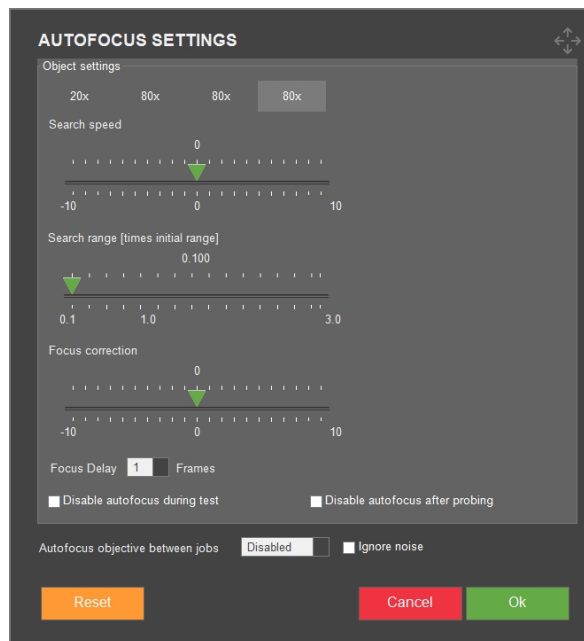 AUTOFOCUS SETTINGS
Object settings
20x 80x 80x 80x
Search speed
0
-10 0 10
Search range [times initial range]
0.100
0.1 1.0 3.0
Focus correction
0
-10 0 10
Focus Delay 1 Frames
Disable autofocus during test Disable autofocus after probing
Autofocus objective between jobs Disabled Ignore noise
Reset Cancel Ok